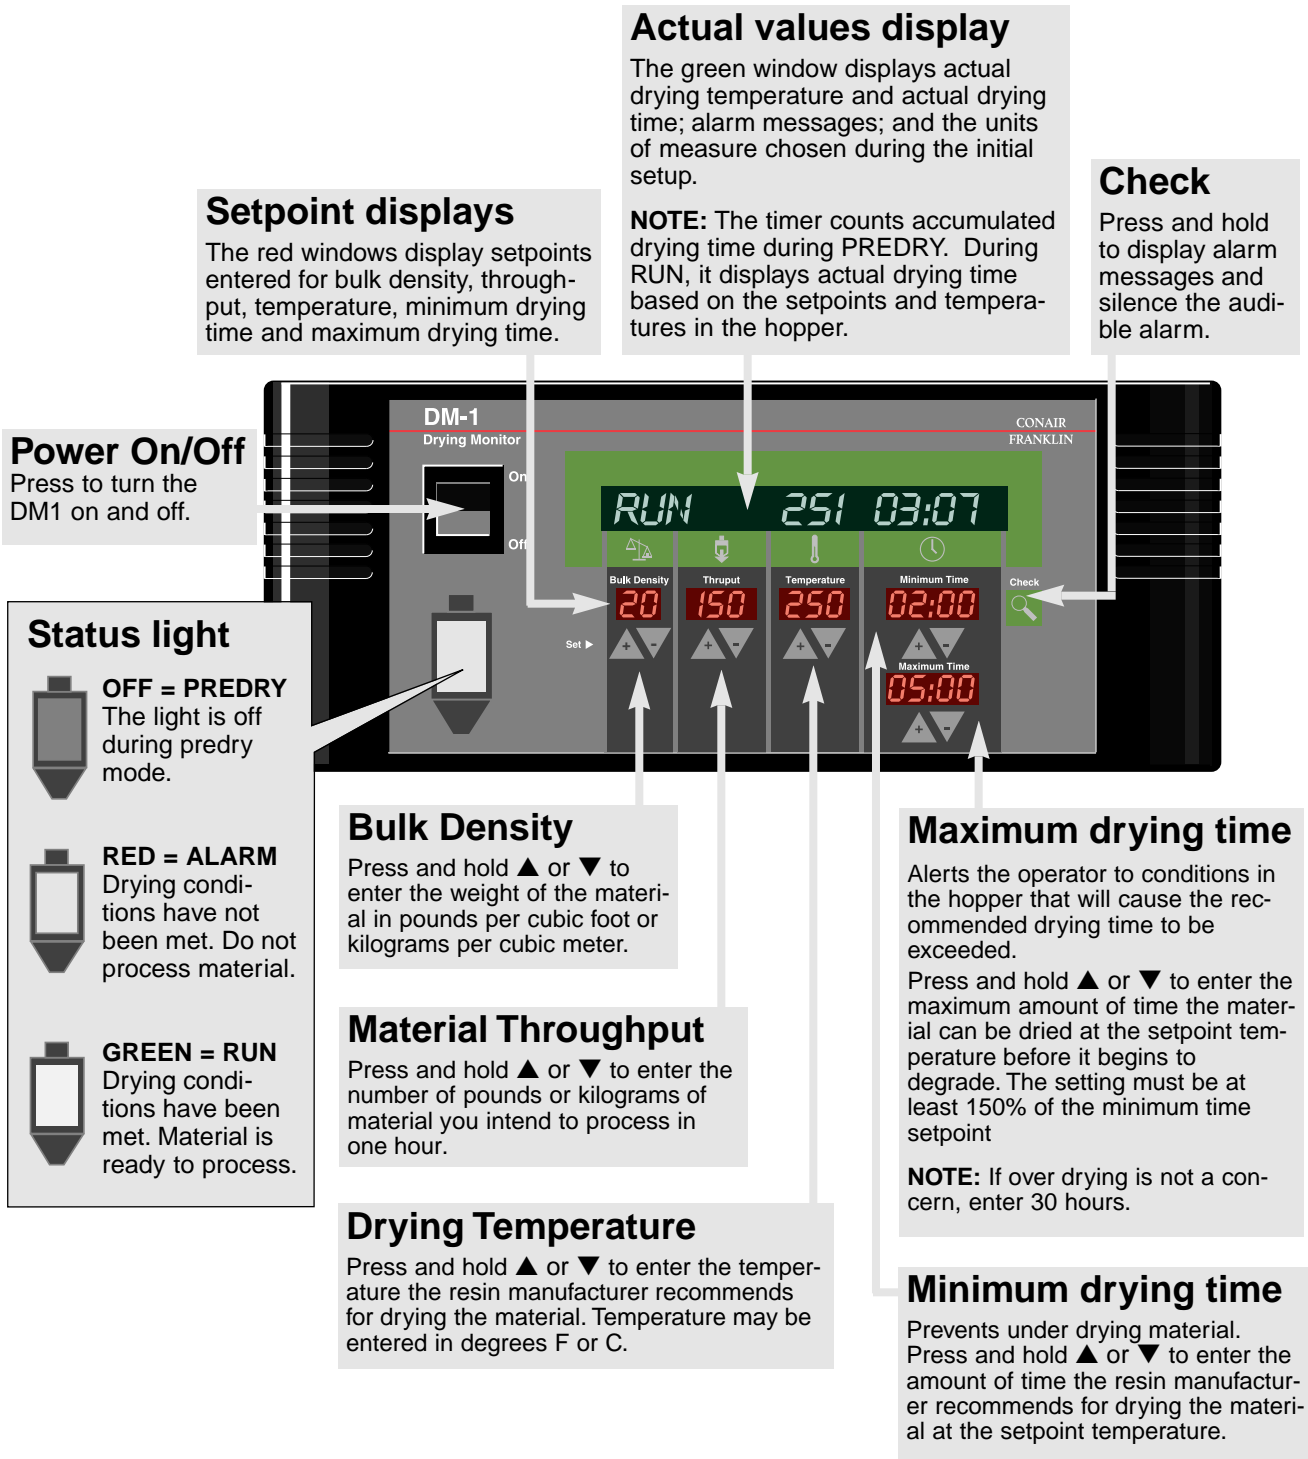 Actual values display
The green window displays actual
drying temperature and actual drying
time; alarm messages; and the units
of measure chosen during the initial
setup.
NOTE: The timer counts accumulated
drying time during PREDRY. During
RUN, it displays actual drying time
based on the setpoints and tempera-
tures in the hopper.
Check
Press and hold
to display alarm
messages and
silence the audi-
ble alarm.
Setpoint displays
The red windows display setpoints
entered for bulk density, through-
put, temperature, minimum drying
time and maximum drying time.
Power On/Off
Press to turn the
DM1 on and off.
DM-1
Drying Monitor
CONAIR
FRANKLIN
On
Off
RUN 251 03:07
Bulk Density Thruput Temperature Minimum Time Check
20 150 250 02:00
Set ▶ + - + - + - + -
Maximum Time
05:00
+ -
Status light
OFF = PREDRY
The light is off
during predry
mode.
RED = ALARM
Drying condi-
tions have not
been met. Do not
process material.
GREEN = RUN
Drying condi-
tions have been
met. Material is
ready to process.
Bulk Density
Press and hold ▲ or ▼ to
enter the weight of the materi-
al in pounds per cubic foot or
kilograms per cubic meter.
Material Throughput
Press and hold ▲ or ▼ to enter the
number of pounds or kilograms of
material you intend to process in
one hour.
Drying Temperature
Press and hold ▲ or ▼ to enter the temper-
ature the resin manufacturer recommends
for drying the material. Temperature may be
entered in degrees F or C.
Maximum drying time
Alerts the operator to conditions in
the hopper that will cause the rec-
ommended drying time to be
exceeded.
Press and hold ▲ or ▼ to enter the
maximum amount of time the mater-
ial can be dried at the setpoint tem-
perature before it begins to
degrade. The setting must be at
least 150% of the minimum time
setpoint
NOTE: If over drying is not a con-
cern, enter 30 hours.
Minimum drying time
Prevents under drying material.
Press and hold ▲ or ▼ to enter the
amount of time the resin manufactur-
er recommends for drying the materi-
al at the setpoint temperature.